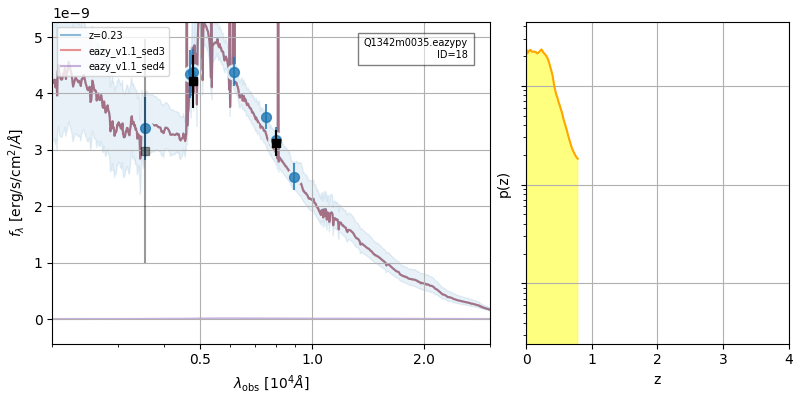 1e−9
z=0.23
eazy_v1.1_sed3
eazy_v1.1_sed4
Q1342m0035.eazypy
ID=18
5
4
3
2
1
0
f_λ [erg/s/cm²/Å]
0.5 1.0 2.0
λ_obs [10⁴Å]
p(z)
0 1 2 3 4
z